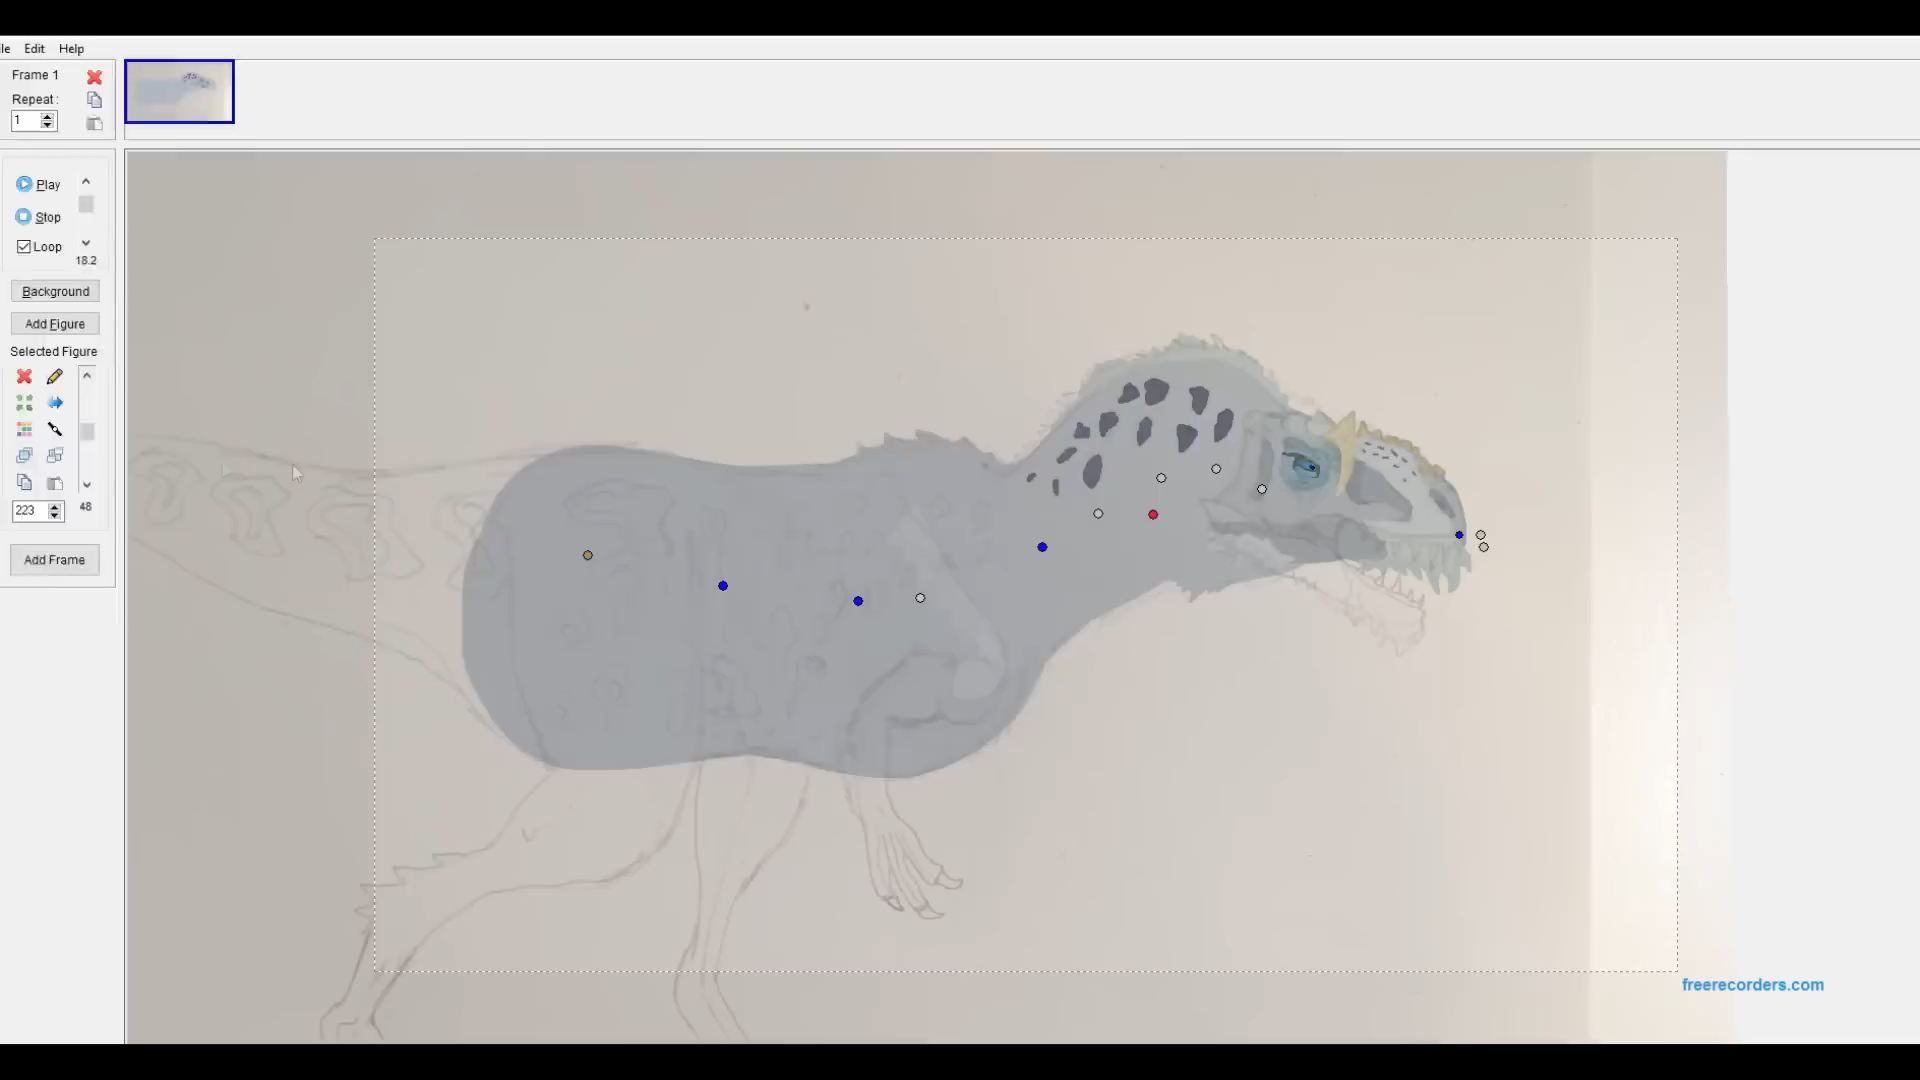 le Edit Help
Frame 1
Repeat :
1
Play
Stop
Loop
18.2
Background
Add Figure
Selected Figure
223
48
Add Frame
freerecorders.com